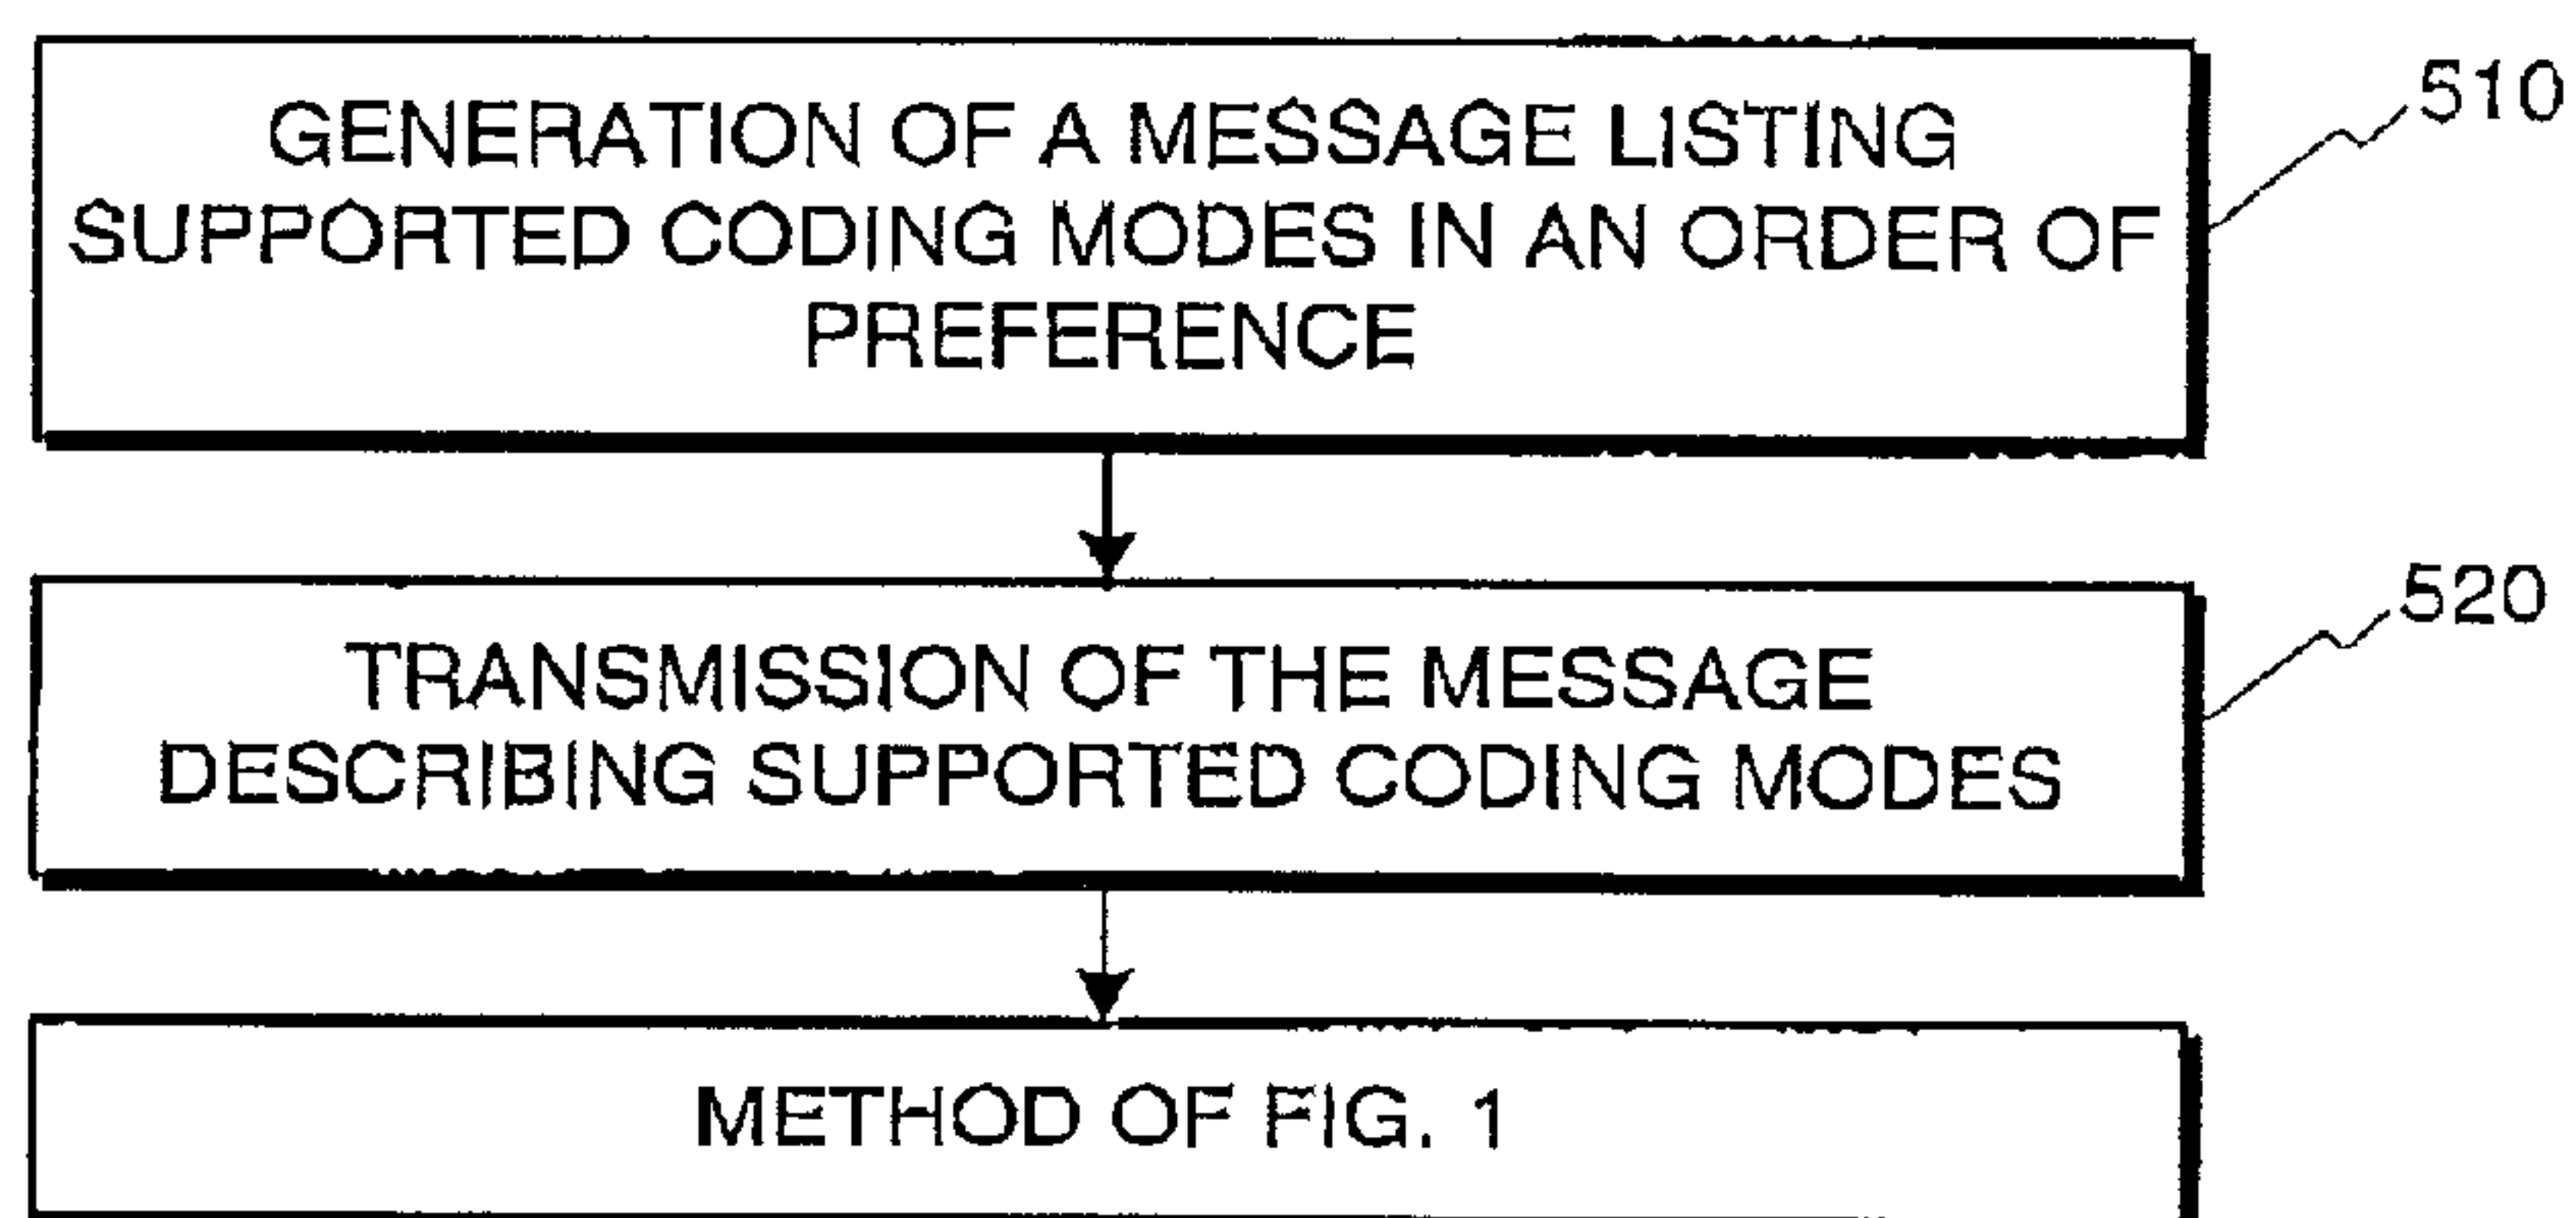 GENERATION OF A MESSAGE LISTING
SUPPORTED CODING MODES IN AN ORDER OF
PREFERENCE
510
TRANSMISSION OF THE MESSAGE
DESCRIBING SUPPORTED CODING MODES
520
METHOD OF FIG. 1